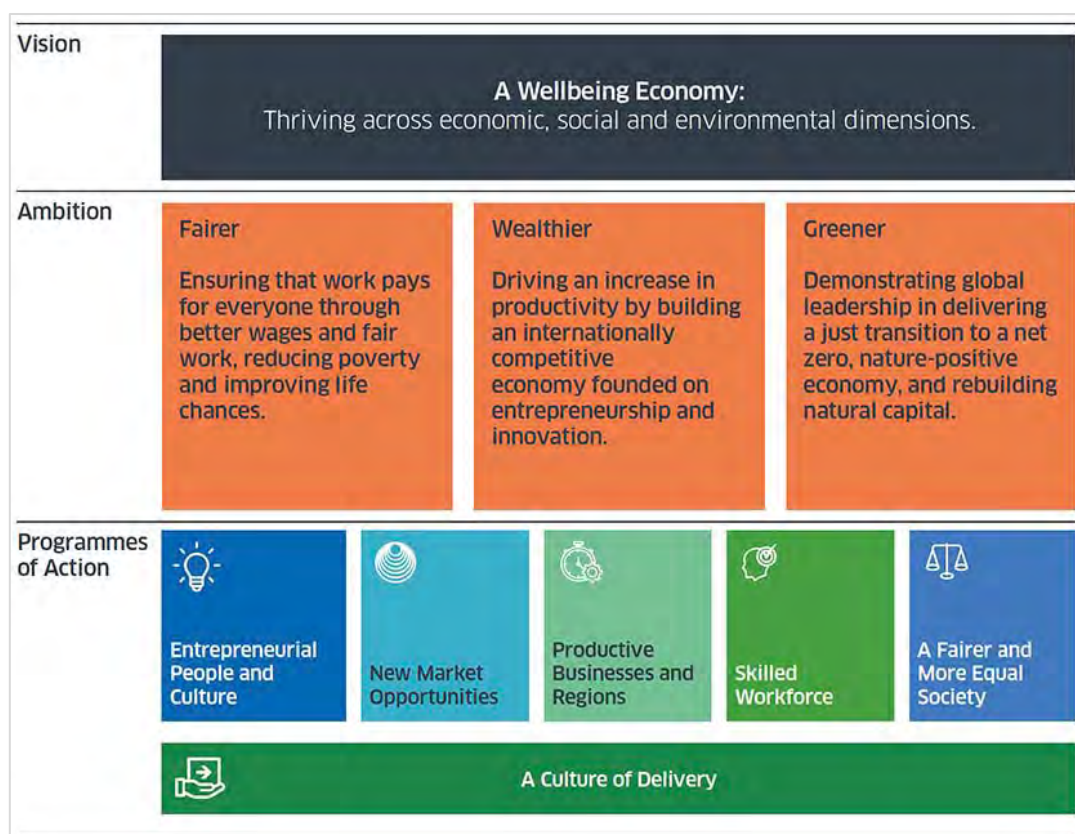 Vision
A Wellbeing Economy:
Thriving across economic, social and environmental dimensions.
Ambition
Fairer
Ensuring that work pays
for everyone through
better wages and fair
work, reducing poverty
and improving life
chances.
Wealthier
Driving an increase in
productivity by building
an internationally
competitive
economy founded on
entrepreneurship and
innovation.
Greener
Demonstrating global
leadership in delivering
a just transition to a net
zero, nature-positive
economy, and rebuilding
natural capital.
Programmes
of Action
Entrepreneurial
People and
Culture
New Market
Opportunities
Productive
Businesses and
Regions
Skilled
Workforce
A Fairer and
More Equal
Society
A Culture of Delivery